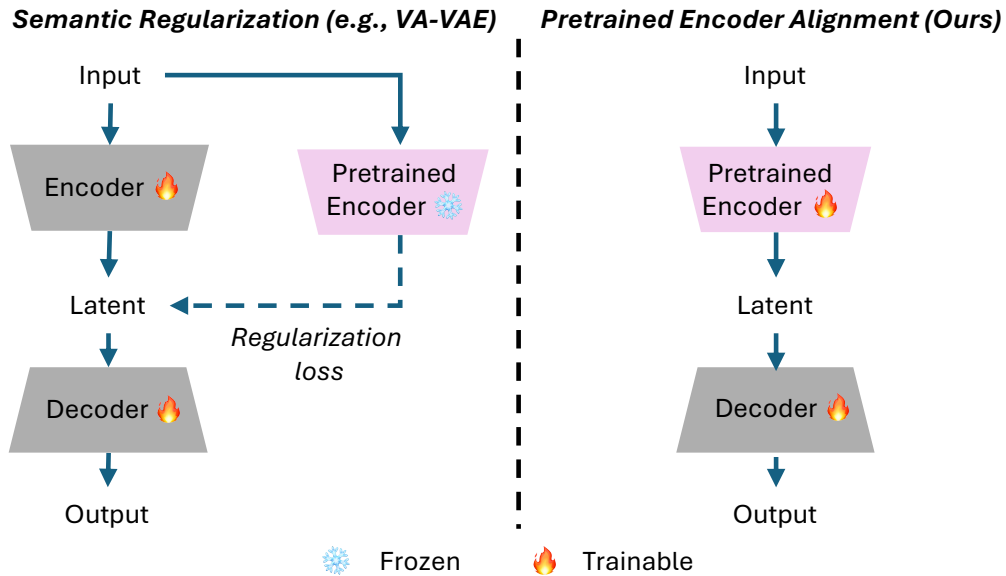 Semantic Regularization (e.g., VA-VAE)
Input
Encoder
Pretrained
Encoder
Latent
Regularization
loss
Decoder
Output
Pretrained Encoder Alignment (Ours)
Input
Pretrained
Encoder
Latent
Decoder
Output
Frozen
Trainable